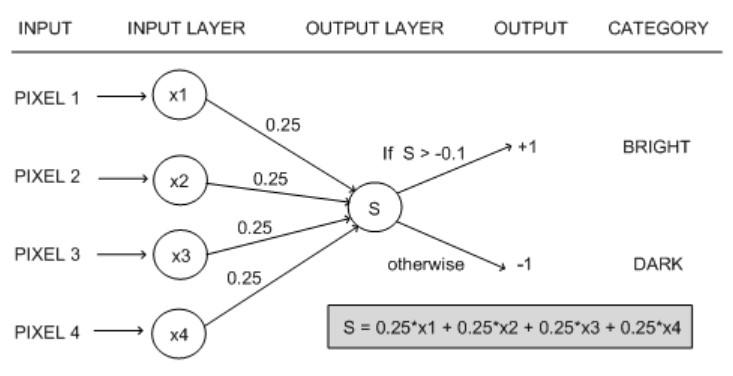 INPUT INPUT LAYER OUTPUT LAYER OUTPUT CATEGORY
PIXEL 1 x1
0.25
If S > -0.1 +1 BRIGHT
PIXEL 2 x2 0.25
S
PIXEL 3 x3 0.25
otherwise -1 DARK
0.25
PIXEL 4 x4
S = 0.25*x1 + 0.25*x2 + 0.25*x3 + 0.25*x4